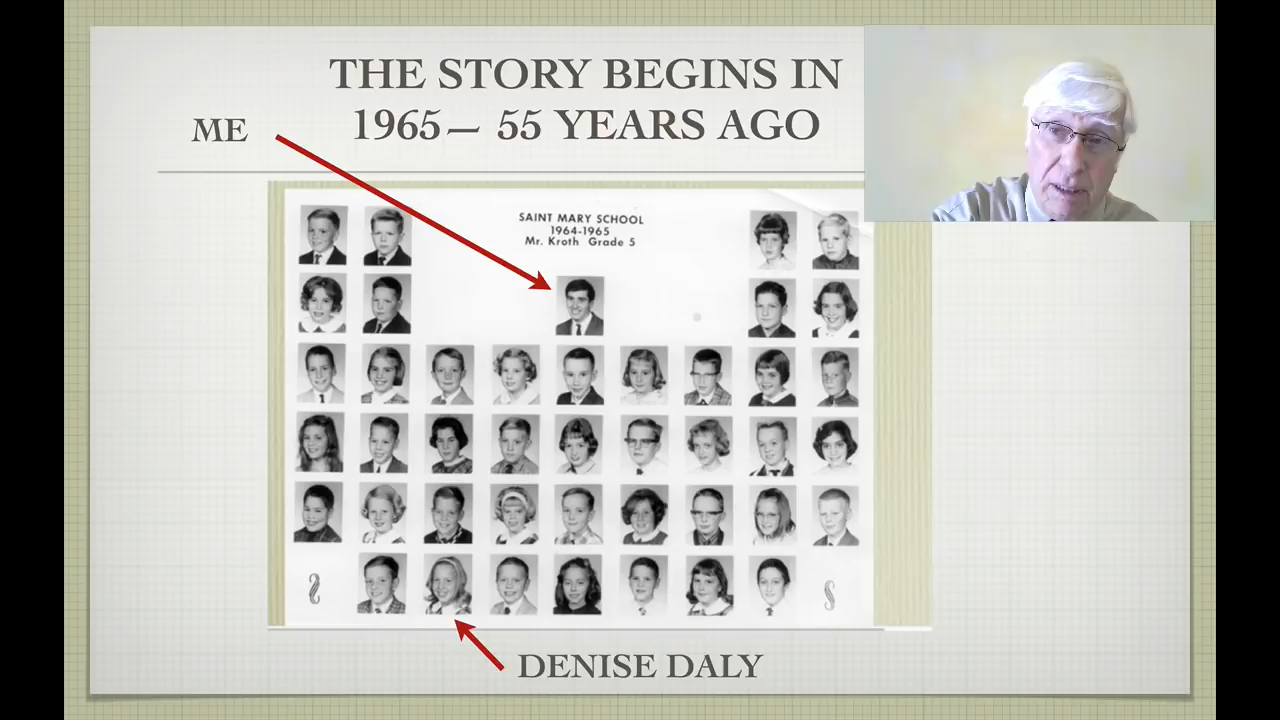 THE STORY BEGINS IN
1965— 55 YEARS AGO
ME
SAINT MARY SCHOOL
1964-1965
Mr. Kroth Grade 5
DENISE DALY